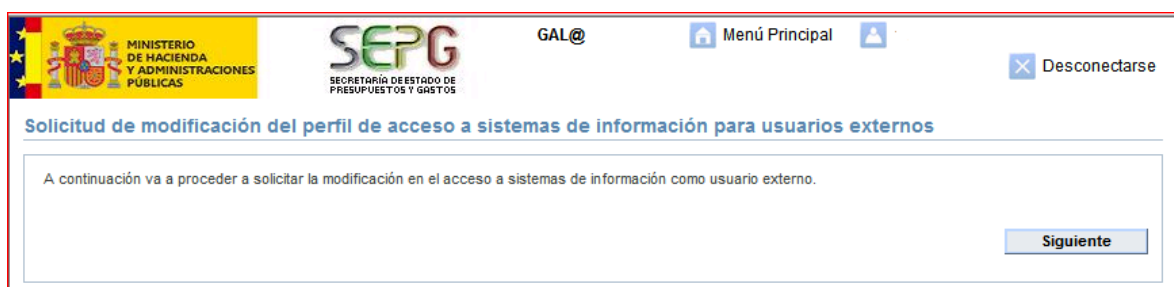 MINISTERIO
DE HACIENDA
Y ADMINISTRACIONES
PÚBLICAS
SEPG
SECRETARÍA DE ESTADO DE
PRESUPUESTOS Y GASTOS
GAL@
Menú Principal
Desconectarse
Solicitud de modificación del perfil de acceso a sistemas de información para usuarios externos
A continuación va a proceder a solicitar la modificación en el acceso a sistemas de información como usuario externo.
Siguiente